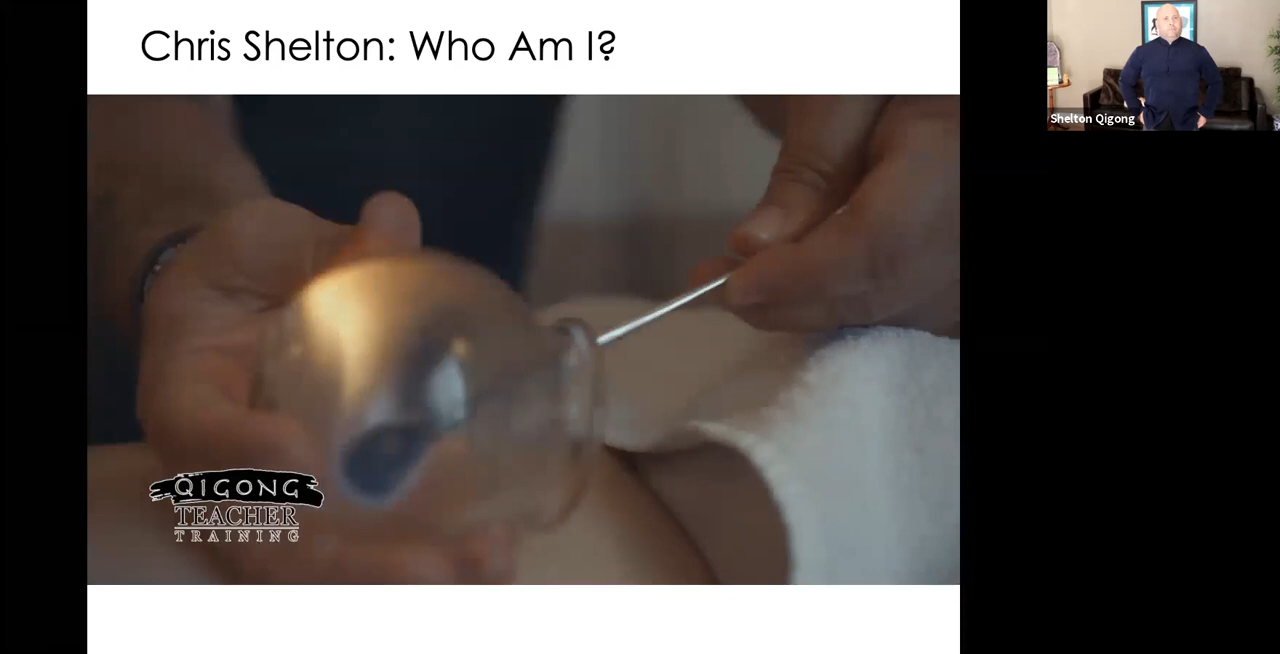 Chris Shelton: Who Am I?
Shelton Qigong
QIGONG
TEACHER
TRAINING